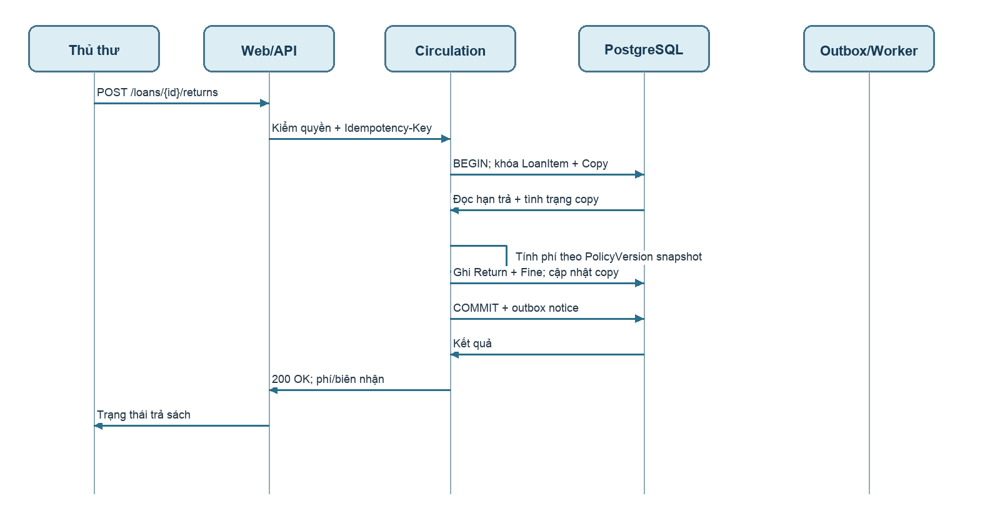 Thủ thư
Web/API
Circulation
PostgreSQL
Outbox/Worker
POST /loans/{id}/returns
Kiểm quyền + Idempotency-Key
BEGIN; khóa LoanItem + Copy
Đọc hạn trả + tình trạng copy
Tính phí theo PolicyVersion snapshot
Ghi Return + Fine; cập nhật copy
COMMIT + outbox notice
Kết quả
200 OK; phí/biên nhận
Trạng thái trả sách